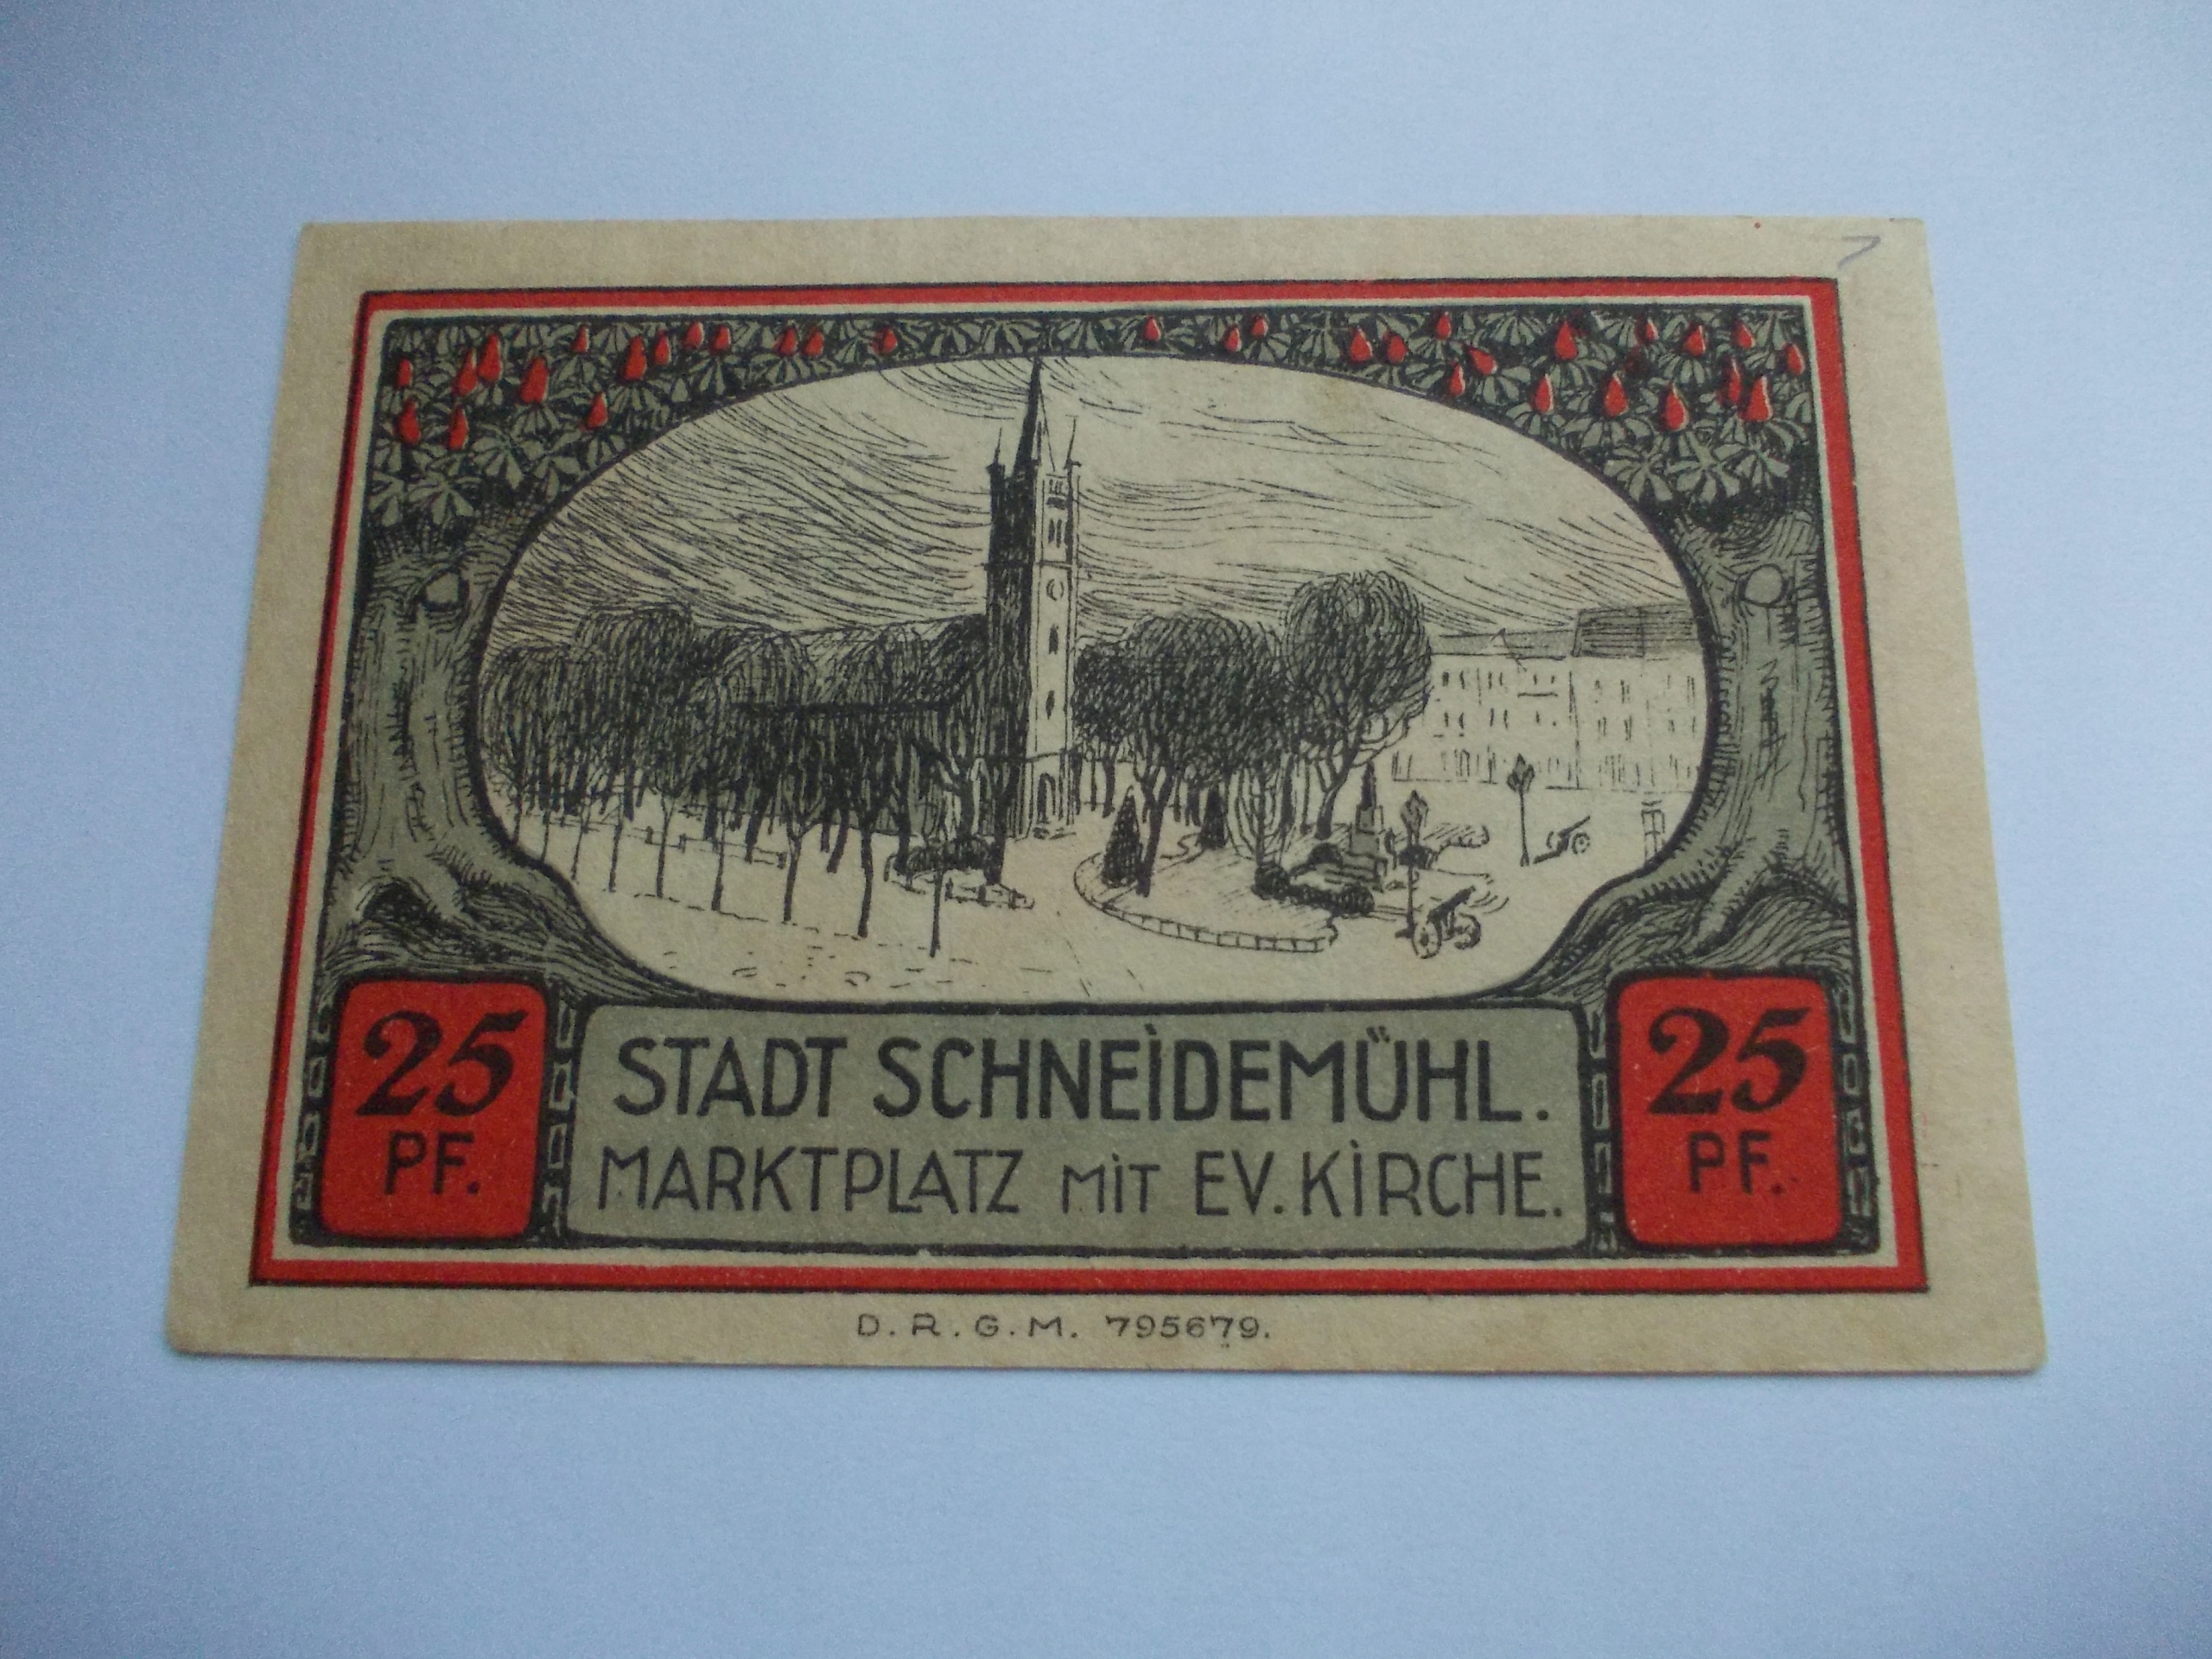 25
PF.
STADT SCHNEIDEMÜHL.
MARKTPLATZ MIT EV. KIRCHE.
25
PF.
D.R.G.M. 795679.